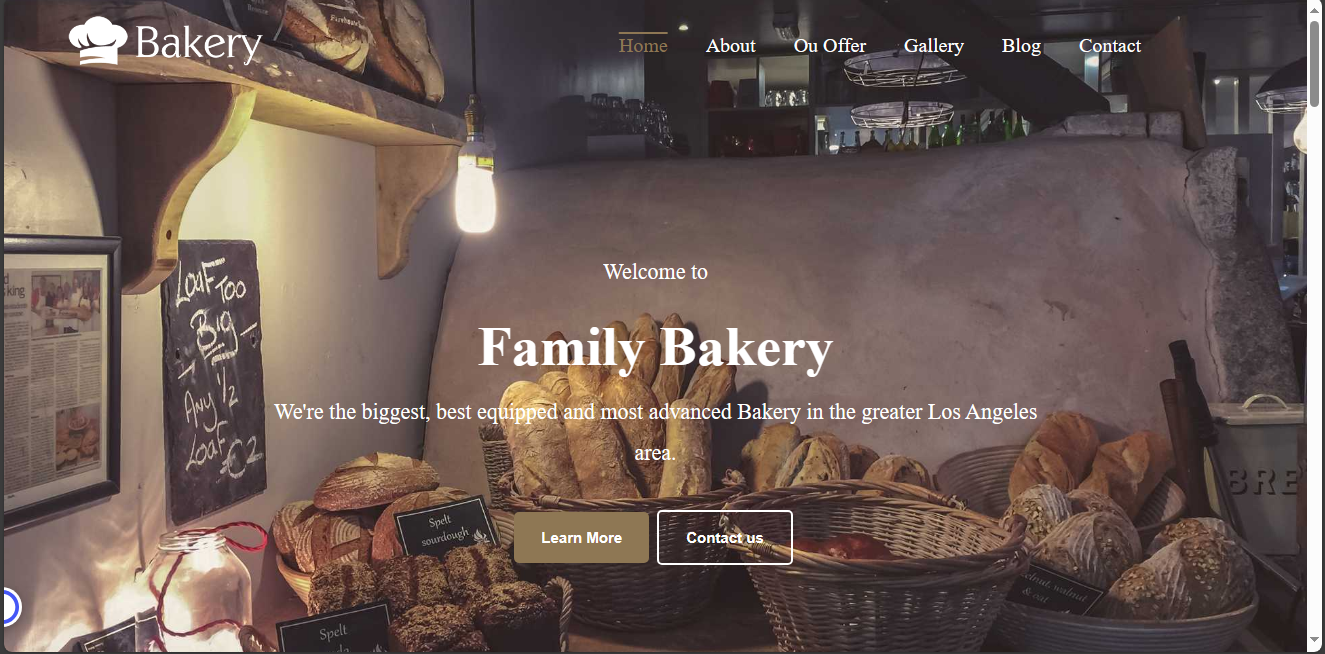 Bakery
Home About Ou Offer Gallery Blog Contact
Welcome to
Family Bakery
We're the biggest, best equipped and most advanced Bakery in the greater Los Angeles
area.
Learn More Contact us
LOAF TOO
BIG
ANY 1/2
LOAF €2
Spelt
sourdough
Spelt
walnut
& oat
BRE